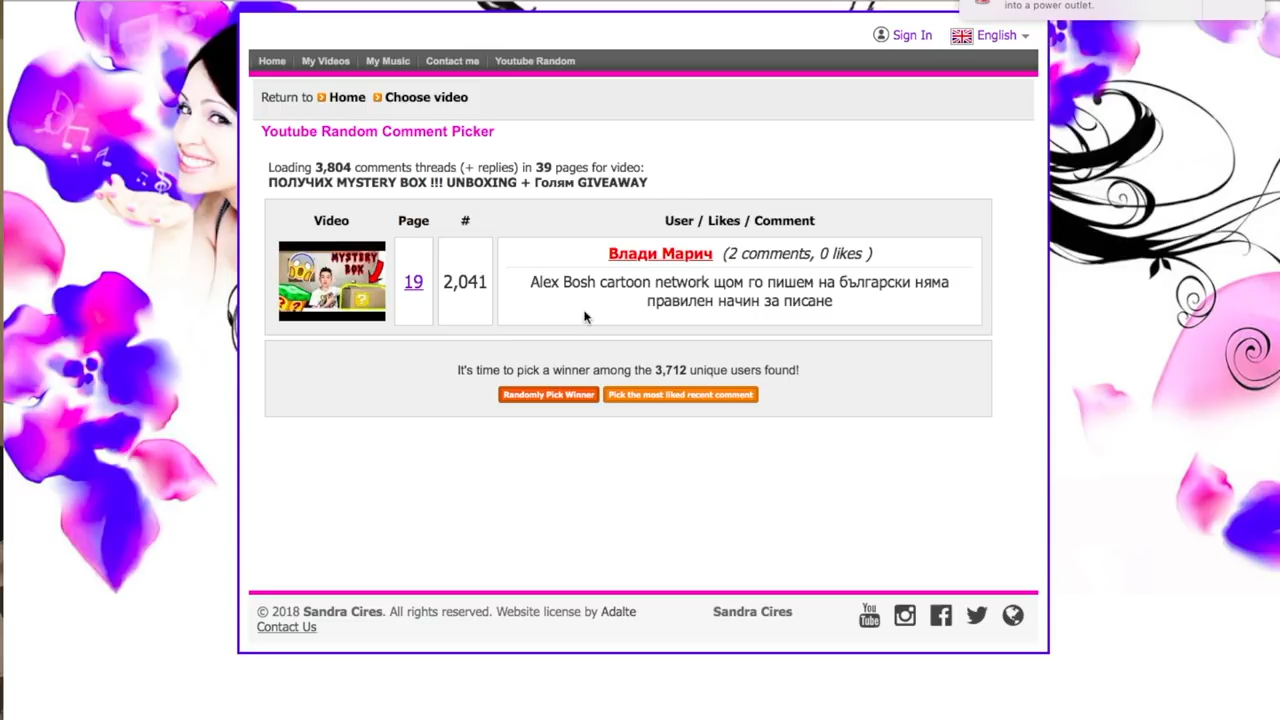 into a power outlet.
Sign In English
Home My Videos My Music Contact me Youtube Random
Return to Home Choose video
Youtube Random Comment Picker
Loading 3,804 comments threads (+ replies) in 39 pages for video:
ПОЛУЧИХ MYSTERY BOX !!! UNBOXING + Голям GIVEAWAY
Video Page # User / Likes / Comment
MYSTERY
BOX
Влади Марич (2 comments, 0 likes )
19 2,041 Alex Bosh cartoon network щом го пишем на български няма
правилен начин за писане
It's time to pick a winner among the 3,712 unique users found!
Randomly Pick Winner Pick the most liked recent comment
© 2018 Sandra Cires. All rights reserved. Website license by Adalte
Sandra Cires
You
Tube
Contact Us